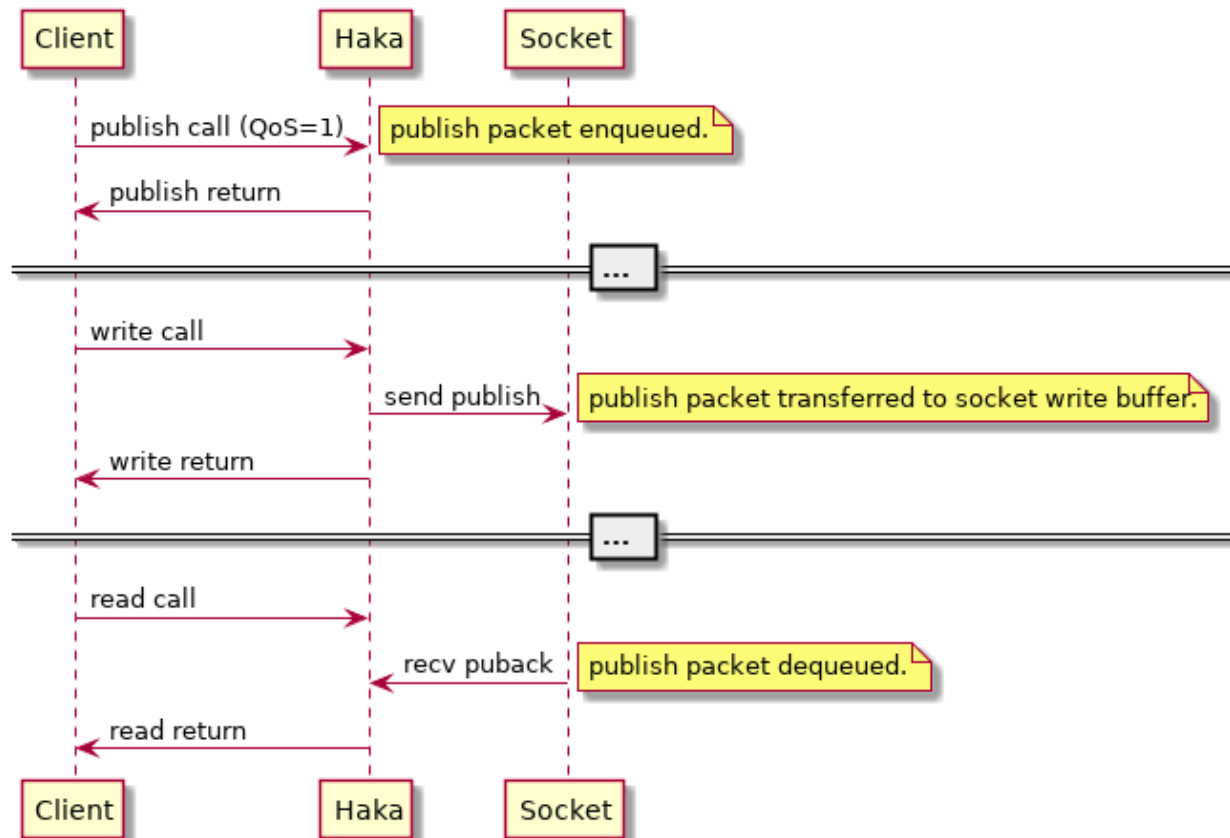 Client Haka Socket
publish call (QoS=1) publish packet enqueued.
publish return
...
write call
send publish publish packet transferred to socket write buffer.
write return
...
read call
recv puback publish packet dequeued.
read return
Client Haka Socket